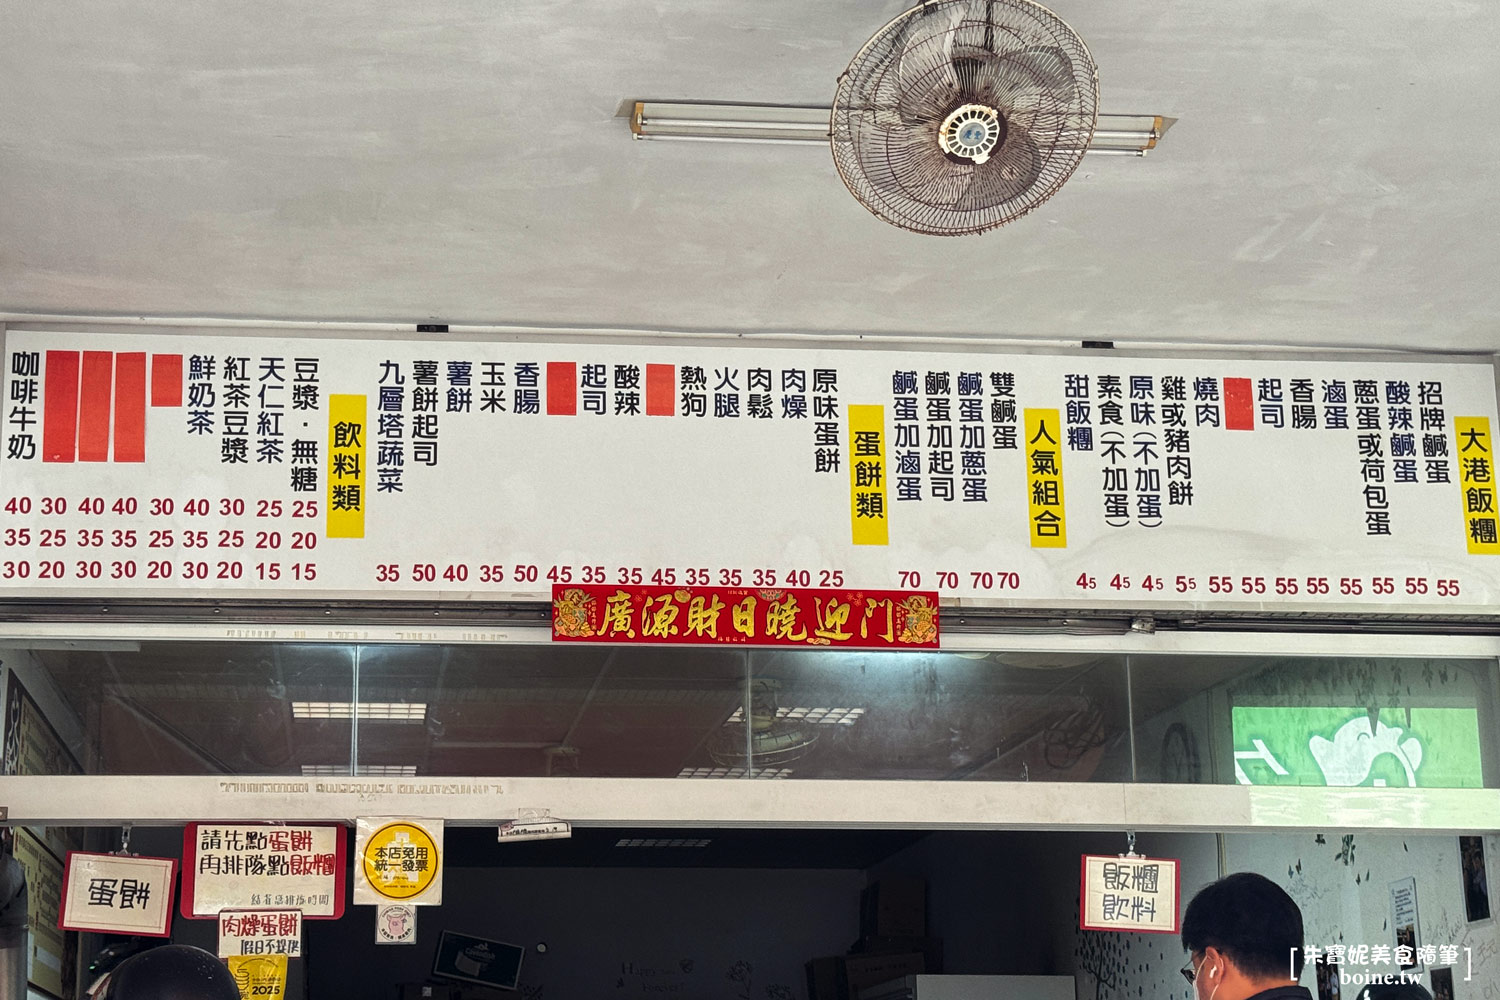 大港飯糰
招牌鹹蛋 55
酸辣鹹蛋 55
蔥蛋或荷包蛋 55
滷蛋 55
香腸 55
起司 55
55
燒肉 55
雞或豬肉餅 55
原味(不加蛋) 45
素食(不加蛋) 45
甜飯糰 45
人氣組合
雙鹹蛋 70
鹹蛋加蔥蛋 70
鹹蛋加起司 70
鹹蛋加滷蛋 70
蛋餅類
原味蛋餅 25
肉燥 40
肉鬆 35
火腿 35
熱狗 35
45
酸辣 35
起司 35
45
香腸 50
玉米 35
薯餅 40
薯餅起司 50
九層塔蔬菜 35
飲料類
豆漿·無糖 25 20 15
天仁紅茶 25 20 15
紅茶豆漿 30 25 20
鮮奶茶 40 35 30
30 25 20
40 35 30
40 35 30
30 25 20
咖啡牛奶 40 35 30
廣源財日曉迎門
蛋餅
請先點蛋餅
再排隊點飯糰
肉燥蛋餅
假日不提供
2025
本店免用
統一發票
飯糰
飲料
朱寶妮美食隨筆
boine.tw